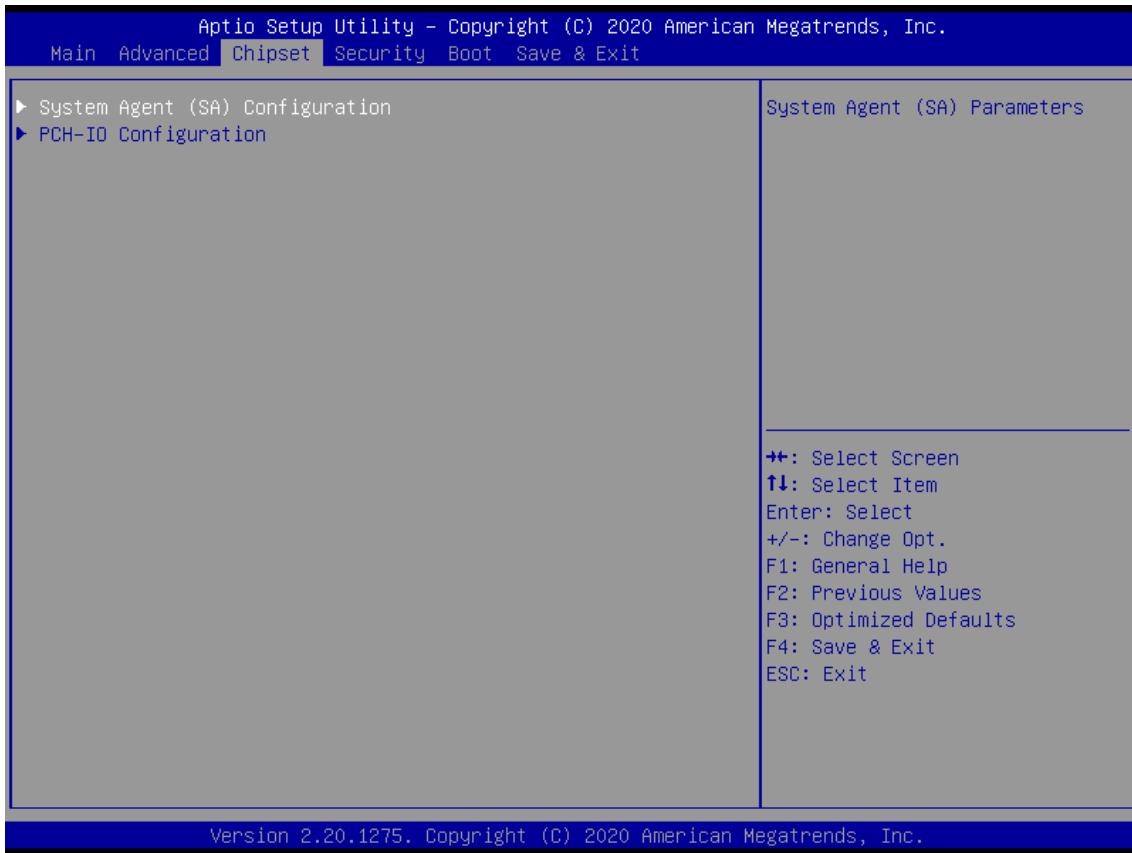 Aptio Setup Utility – Copyright (C) 2020 American Megatrends, Inc.
Main Advanced Chipset Security Boot Save & Exit
▶ System Agent (SA) Configuration
▶ PCH-IO Configuration
System Agent (SA) Parameters
→←: Select Screen
↑↓: Select Item
Enter: Select
+/-: Change Opt.
F1: General Help
F2: Previous Values
F3: Optimized Defaults
F4: Save & Exit
ESC: Exit
Version 2.20.1275. Copyright (C) 2020 American Megatrends, Inc.